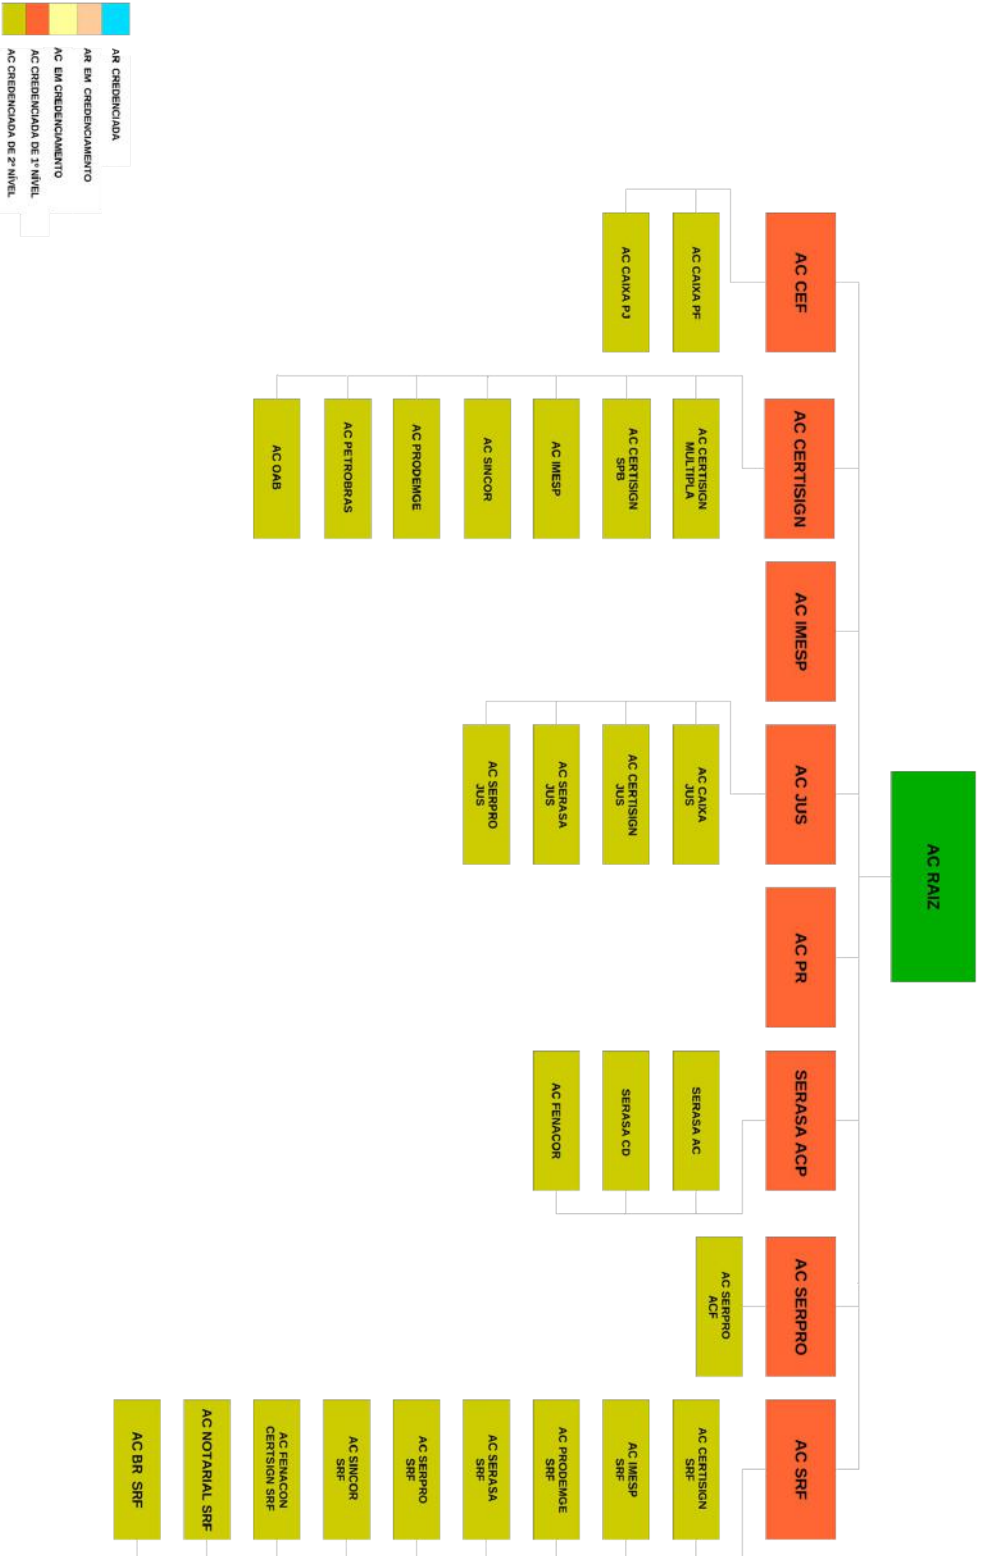 AC RAIZ
AC CEF
AC CAIXA PF
AC CAIXA PJ
AC CERTISIGN
AC CERTISIGN
MULTIPLA
AC CERTISIGN
SPB
AC IMESP
AC SINCOR
AC PRODEMGE
AC PETROBRAS
AC OAB
AC IMESP
AC JUS
AC CAIXA
JUS
AC CERTISIGN
JUS
AC SERASA
JUS
AC SERPRO
JUS
AC PR
SERASA ACP
SERASA AC
SERASA CD
AC FENACOR
AC SERPRO
AC SERPRO
ACF
AC SRF
AC CERTISIGN
SRF
AC IMESP
SRF
AC PRODEMGE
SRF
AC SERASA
SRF
AC SERPRO
SRF
AC SINCOR
SRF
AC FENACON
CERTSIGN SRF
AC NOTARIAL SRF
AC BR SRF
AR CREDENCIADA
AR EM CREDENCIAMENTO
AC EM CREDENCIAMENTO
AC CREDENCIADA DE 1º NÍVEL
AC CREDENCIADA DE 2º NÍVEL